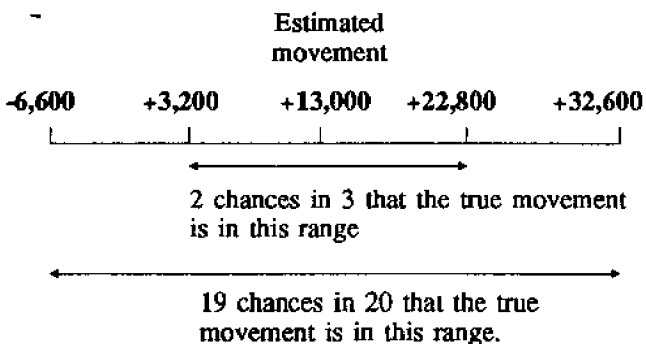 Estimated
movement
-6,600 +3,200 +13,000 +22,800 +32,600
2 chances in 3 that the true movement
is in this range
19 chances in 20 that the true
movement is in this range.